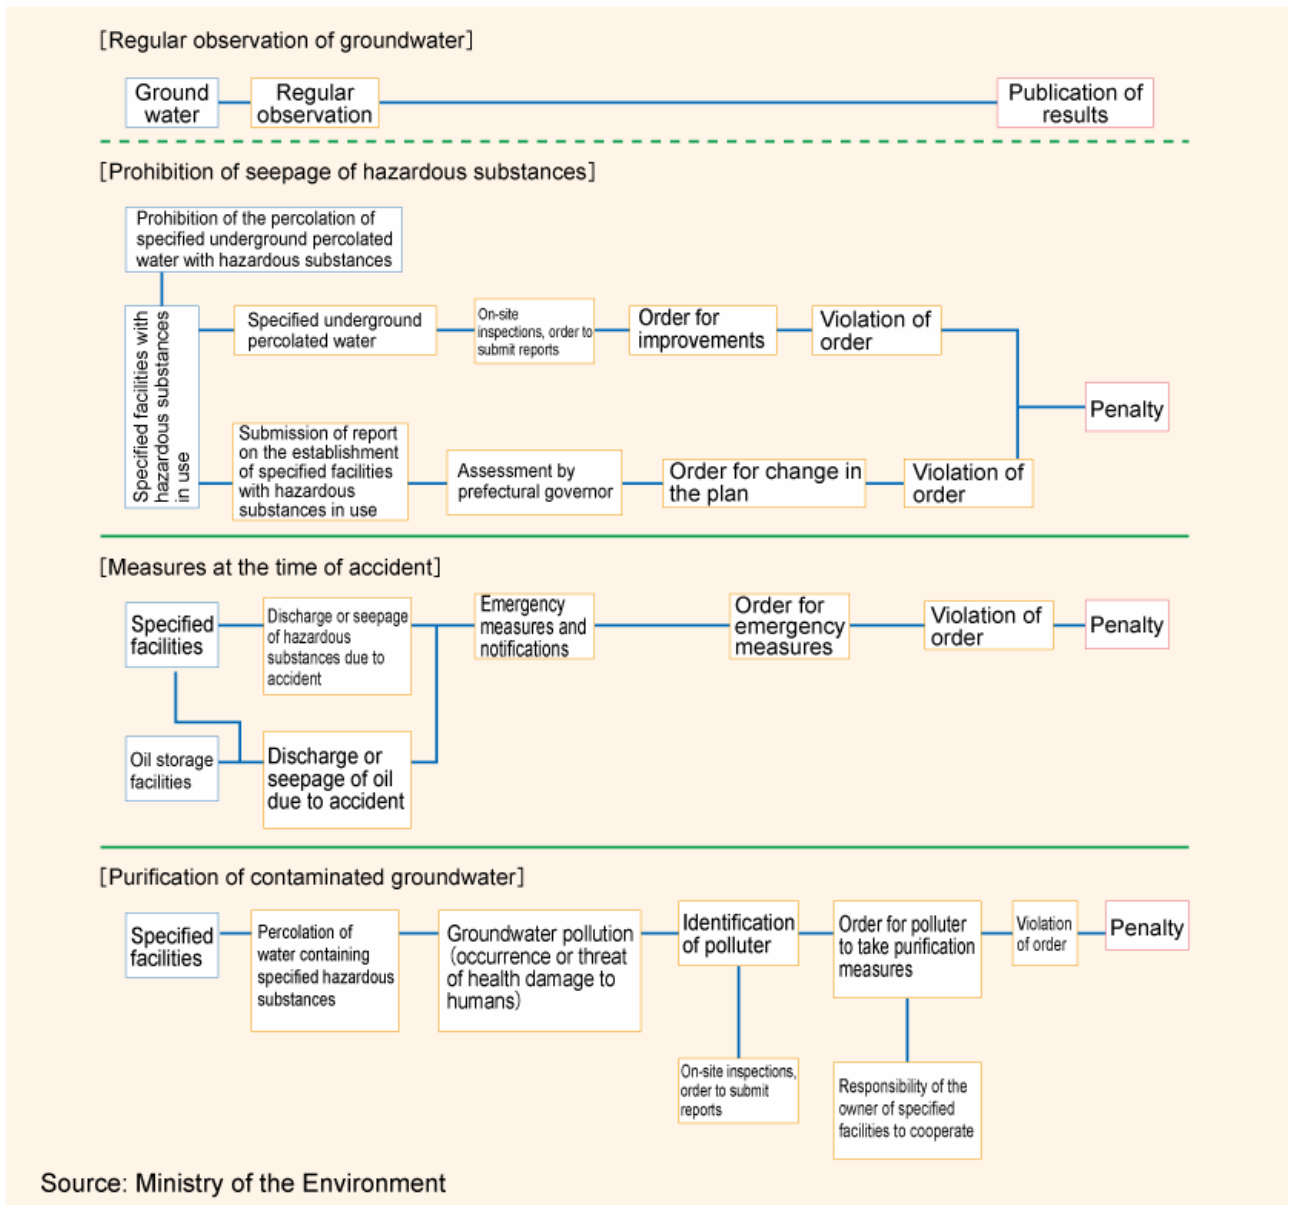 [Regular observation of groundwater]
Ground
water
Regular
observation
Publication of
results
[Prohibition of seepage of hazardous substances]
Prohibition of the percolation of
specified underground percolated
water with hazardous substances
Specified facilities with
hazardous substances
in use
Specified underground
percolated water
On-site
inspections, order to
submit reports
Order for
improvements
Violation of
order
Submission of report
on the establishment
of specified facilities
with hazardous
substances in use
Assessment by
prefectural governor
Order for change in
the plan
Violation of
order
Penalty
[Measures at the time of accident]
Specified
facilities
Discharge or seepage
of hazardous
substances due to
accident
Emergency
measures and
notifications
Order for
emergency
measures
Violation of
order
Penalty
Oil storage
facilities
Discharge or
seepage of oil
due to accident
[Purification of contaminated groundwater]
Specified
facilities
Percolation of
water containing
specified hazardous
substances
Groundwater pollution
(occurrence or threat
of health damage to
humans)
Identification
of polluter
Order for polluter
to take purification
measures
Violation
of order
Penalty
On-site inspections,
order to submit
reports
Responsibility of the
owner of specified
facilities to cooperate
Source: Ministry of the Environment